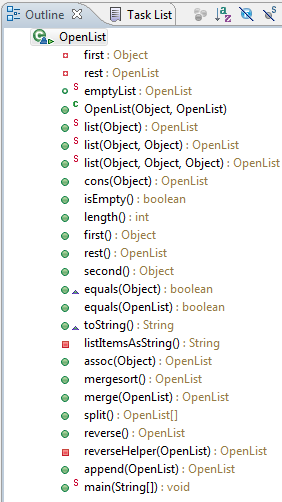 Outline Task List
OpenList
first : Object
rest : OpenList
S emptyList : OpenList
C OpenList(Object, OpenList)
S list(Object) : OpenList
S list(Object, Object) : OpenList
S list(Object, Object, Object) : OpenList
cons(Object) : OpenList
isEmpty() : boolean
length() : int
first() : Object
rest() : OpenList
second() : Object
equals(Object) : boolean
equals(OpenList) : boolean
toString() : String
listItemsAsString() : String
assoc(Object) : OpenList
mergesort() : OpenList
merge(OpenList) : OpenList
split() : OpenList[]
reverse() : OpenList
reverseHelper(OpenList) : OpenList
append(OpenList) : OpenList
S main(String[]) : void